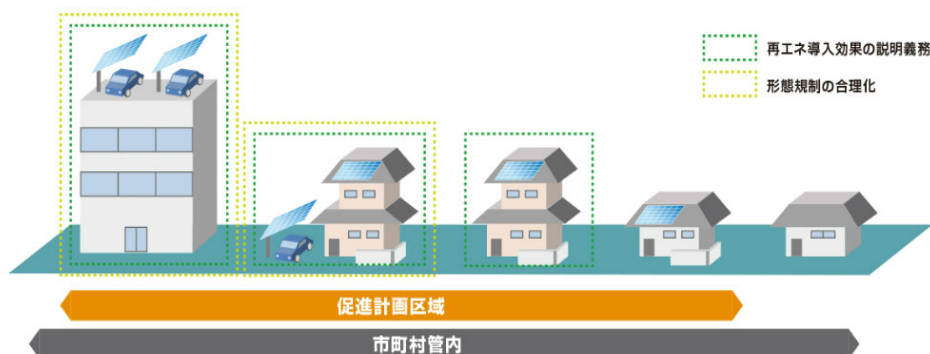 再エネ導入効果の説明義務
形態規制の合理化
促進計画区域
市町村管内